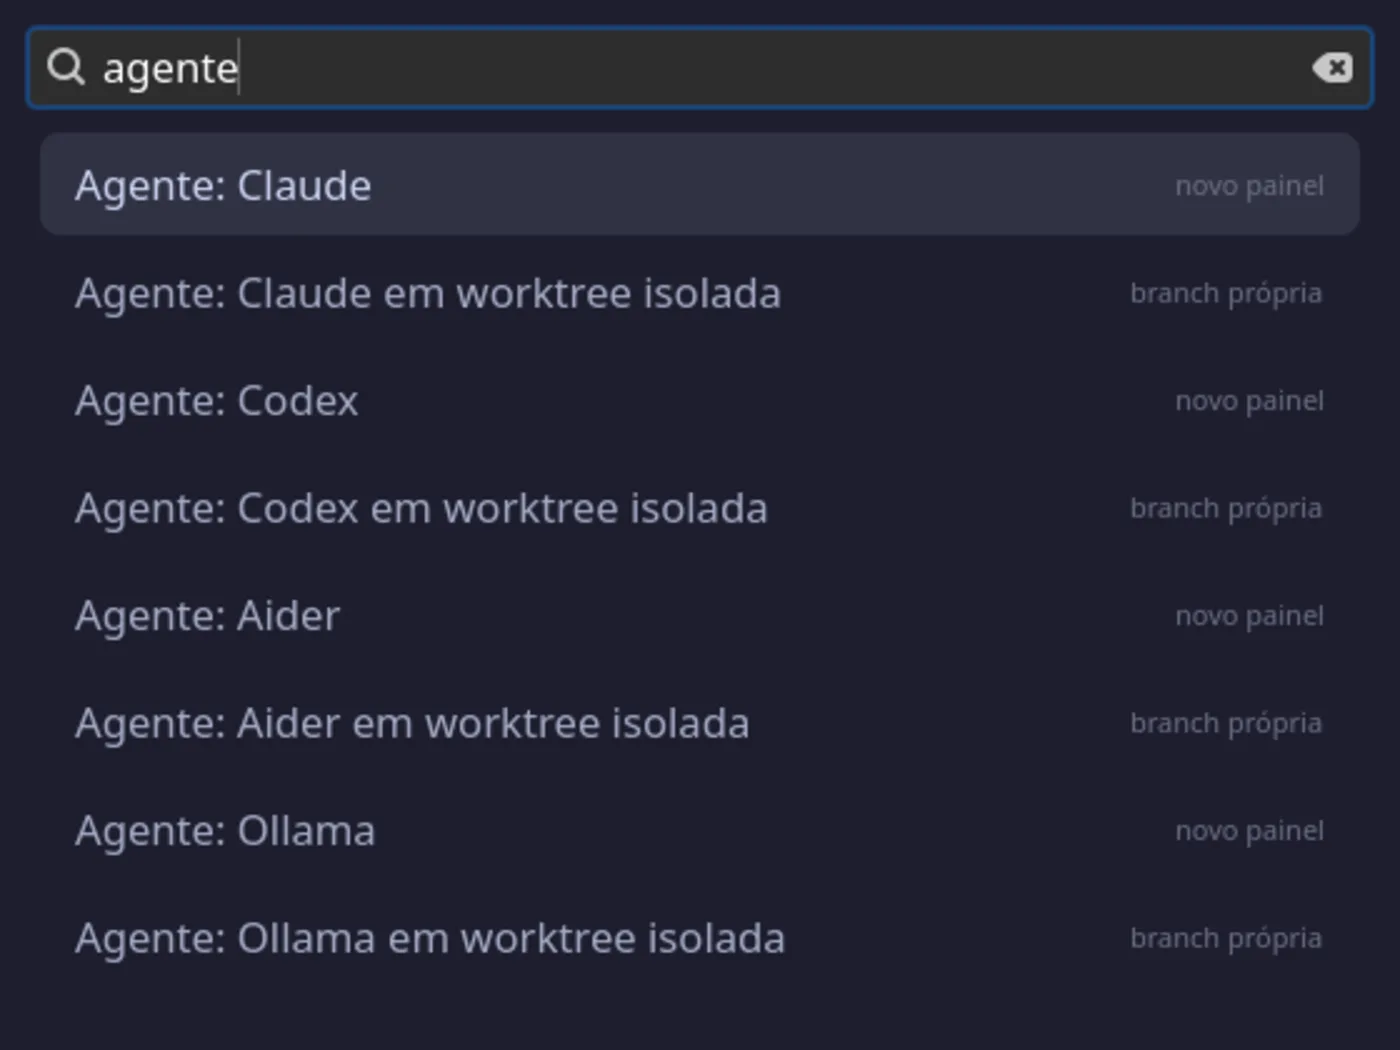 agente
Agente: Claude novo painel
Agente: Claude em worktree isolada branch própria
Agente: Codex novo painel
Agente: Codex em worktree isolada branch própria
Agente: Aider novo painel
Agente: Aider em worktree isolada branch própria
Agente: Ollama novo painel
Agente: Ollama em worktree isolada branch própria